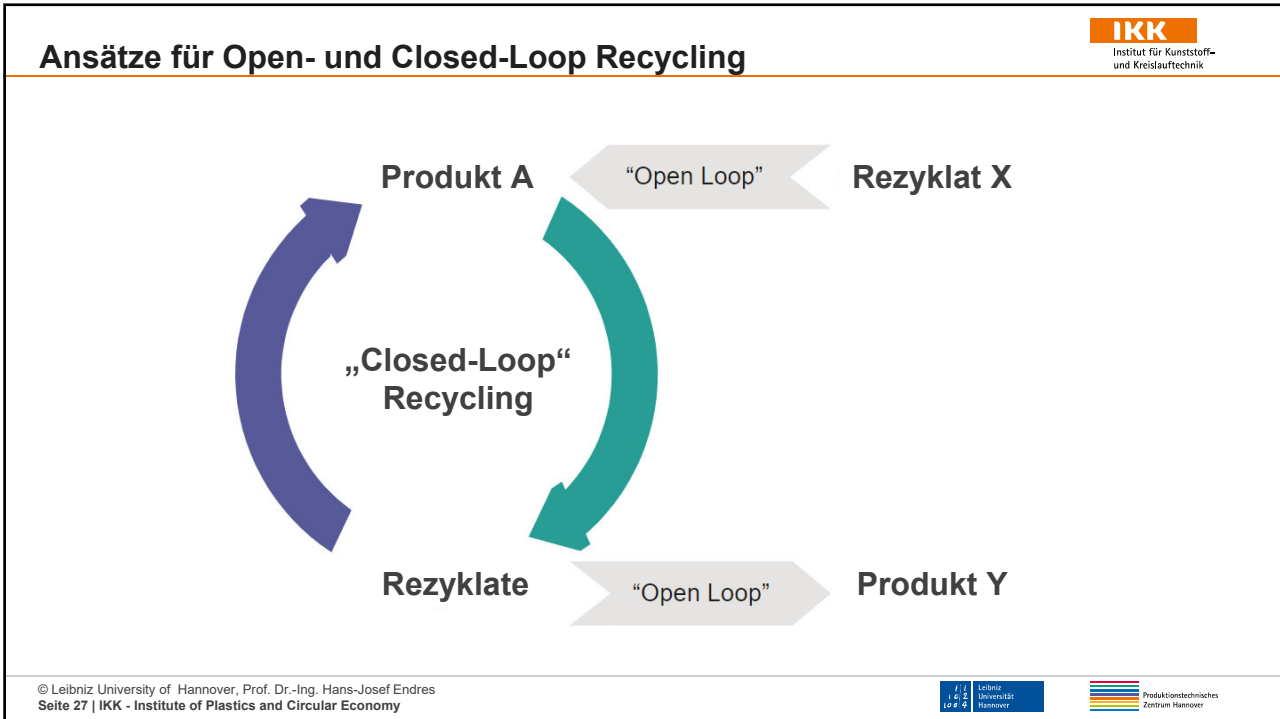 Ansätze für Open- und Closed-Loop Recycling
IKK
Institut für Kunststoff-
und Kreislauftechnik
Produkt A
“Open Loop”
Rezyklat X
„Closed-Loop“
Recycling
Rezyklate
“Open Loop”
Produkt Y
© Leibniz University of Hannover, Prof. Dr.-Ing. Hans-Josef Endres
Seite 27 | IKK - Institute of Plastics and Circular Economy
Leibniz
Universität
Hannover
Produktionstechnisches
Zentrum Hannover